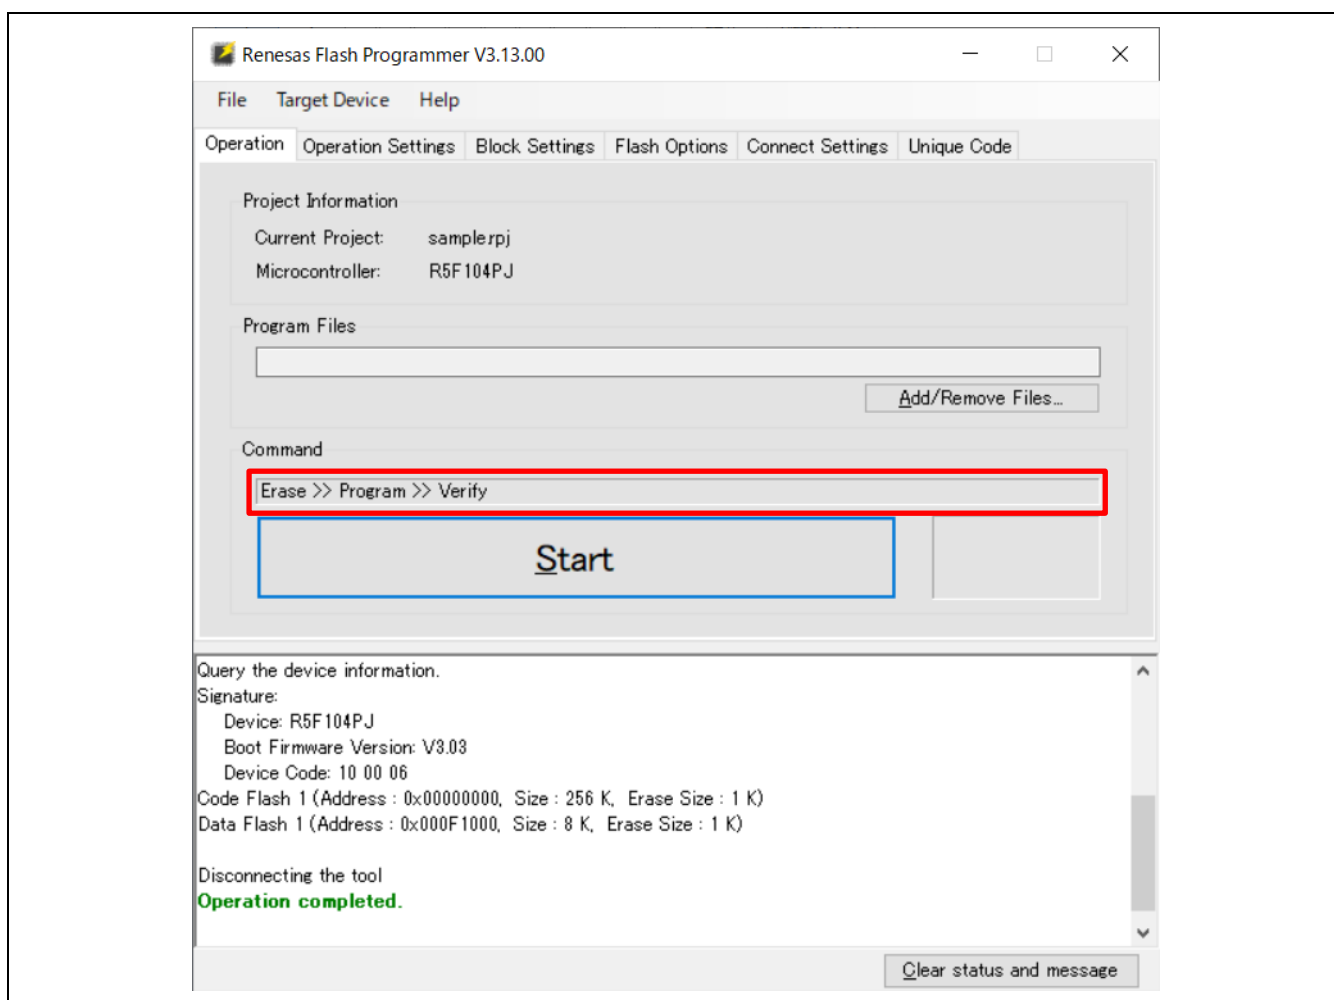 Renesas Flash Programmer V3.13.00
File Target Device Help
Operation Operation Settings Block Settings Flash Options Connect Settings Unique Code
Project Information
Current Project: sample.rpj
Microcontroller: R5F104PJ
Program Files
Add/Remove Files...
Command
Erase >> Program >> Verify
Start
Query the device information.
Signature:
Device: R5F104PJ
Boot Firmware Version: V3.03
Device Code: 10 00 06
Code Flash 1 (Address : 0x00000000, Size : 256 K, Erase Size : 1 K)
Data Flash 1 (Address : 0x000F1000, Size : 8 K, Erase Size : 1 K)
Disconnecting the tool
Operation completed.
Clear status and message